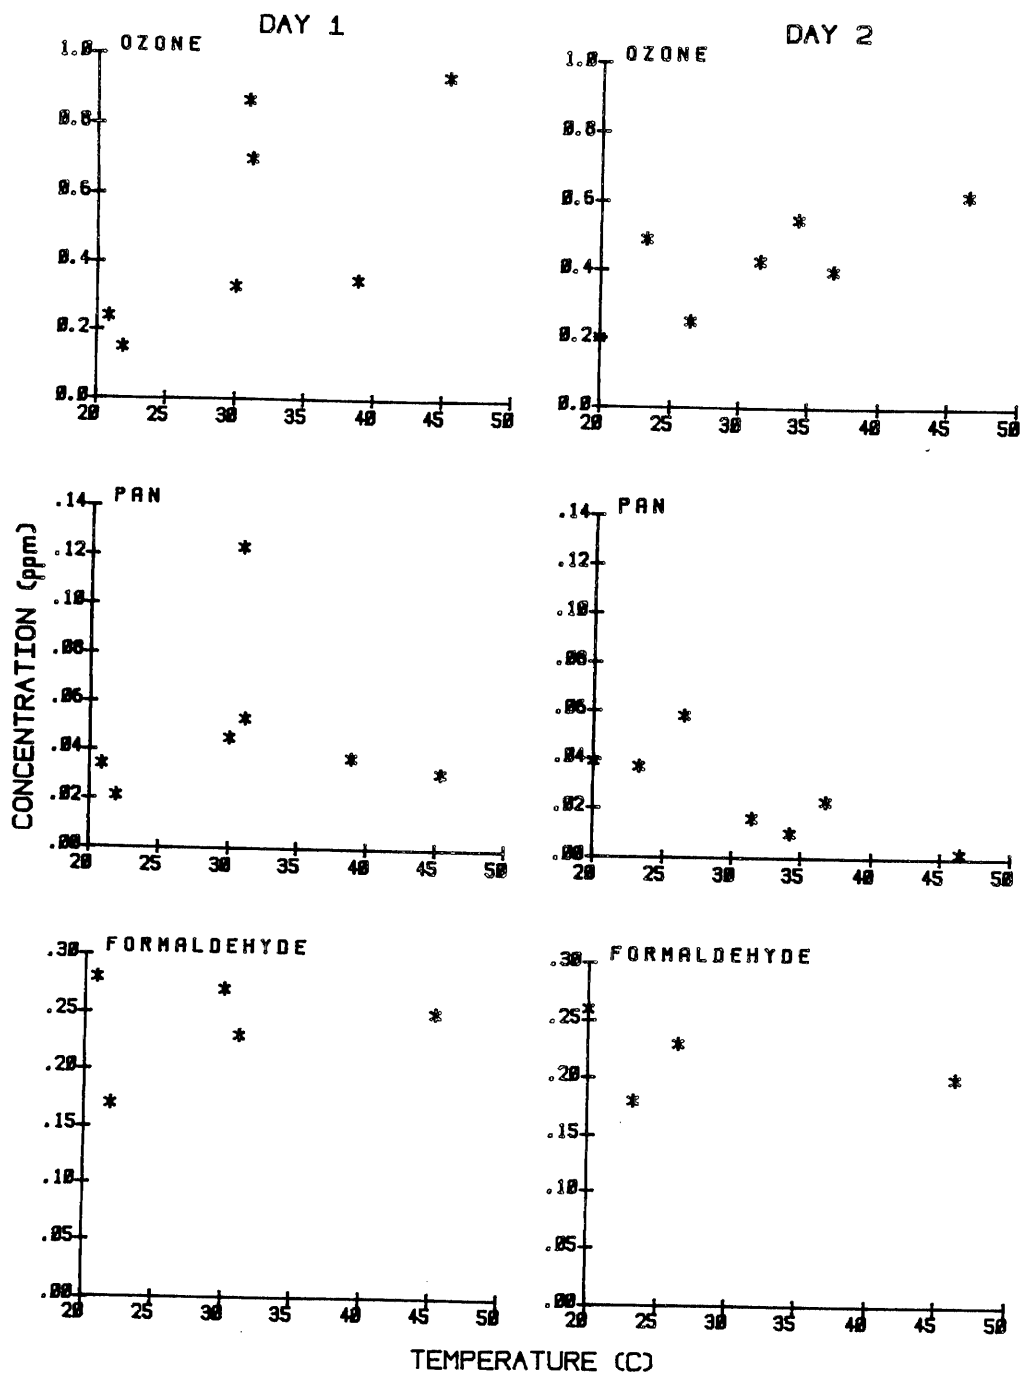 DAY 1
DAY 2
OZONE
1.0
0.8
0.6
0.4
0.2
0.0
20 25 30 35 40 45 50
OZONE
1.0
0.8
0.6
0.4
0.2
0.0
20 25 30 35 40 45 50
CONCENTRATION (ppm)
PAN
.14
.12
.10
.08
.06
.04
.02
.00
20 25 30 35 40 45 50
PAN
.14
.12
.10
.08
.06
.04
.02
.00
20 25 30 35 40 45 50
FORMALDEHYDE
.30
.25
.20
.15
.10
.05
.00
20 25 30 35 40 45 50
FORMALDEHYDE
.30
.25
.20
.15
.10
.05
.00
20 25 30 35 40 45 50
TEMPERATURE (C)